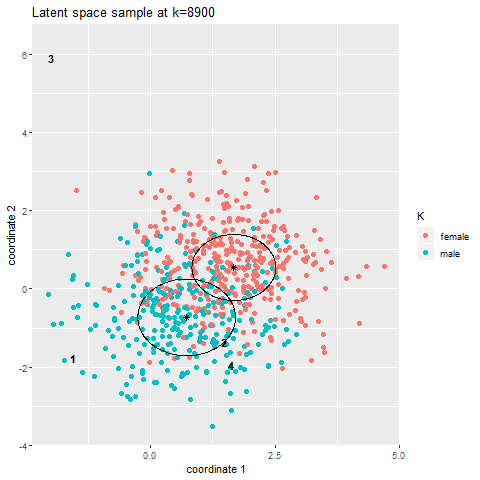 Latent space sample at k=8900
3
6
4
2
0
-2
-4
1
2
4
0.0
2.5
5.0
coordinate 1
coordinate 2
K
female
male